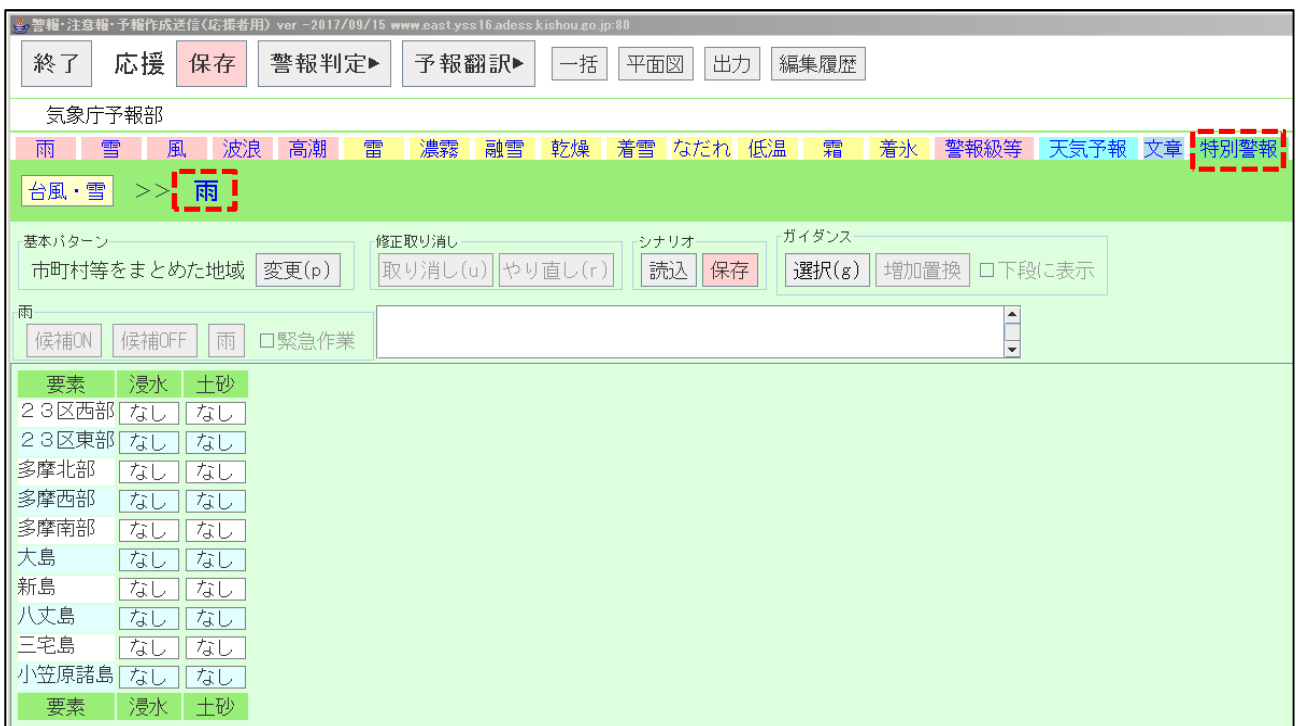 警報・注意報・予報作成送信（応援者用） ver -2017/09/15 www.east.yss16.adess.kishou.go.jp:80
終了 応援 保存 警報判定▶ 予報翻訳▶ 一括 平面図 出力 編集履歴
気象庁予報部
雨 雪 風 波浪 高潮 雷 濃霧 融雪 乾燥 着雪 なだれ 低温 霜 着氷 警報級等 天気予報 文章 特別警報
台風・雪 >> 雨
基本パターン 修正取り消し シナリオ ガイダンス
市町村等をまとめた地域 変更(p) 取り消し(u) やり直し(r) 読込 保存 選択(g) 増加置換 □下段に表示
雨
候補ON 候補OFF 雨 □緊急作業
要素 浸水 土砂
２３区西部 なし なし
２３区東部 なし なし
多摩北部 なし なし
多摩西部 なし なし
多摩南部 なし なし
大島 なし なし
新島 なし なし
八丈島 なし なし
三宅島 なし なし
小笠原諸島 なし なし
要素 浸水 土砂